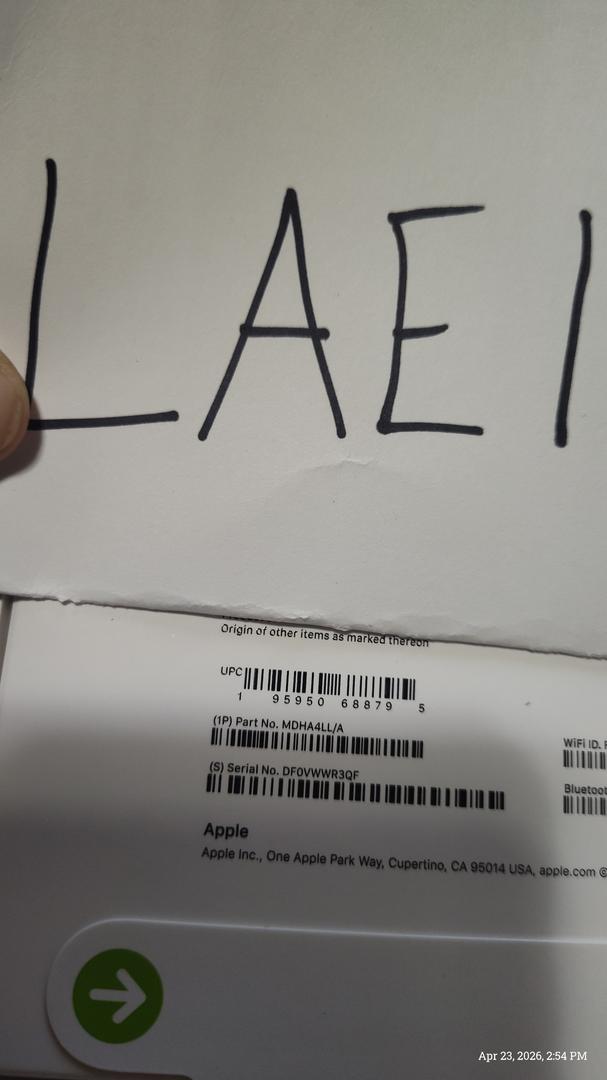 LAEI
Origin of other items as marked thereon
UPC
1 95950 68879 5
(1P) Part No. MDHA4LL/A
(S) Serial No. DF0VWWR3QF
WiFi ID.
Bluetoot
Apple
Apple Inc., One Apple Park Way, Cupertino, CA 95014 USA, apple.com ©
Apr 23, 2026, 2:54 PM